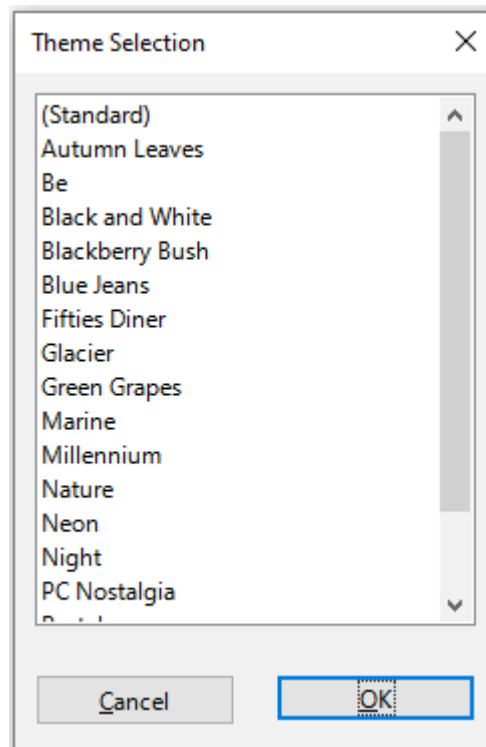 Theme Selection
(Standard)
Autumn Leaves
Be
Black and White
Blackberry Bush
Blue Jeans
Fifties Diner
Glacier
Green Grapes
Marine
Millennium
Nature
Neon
Night
PC Nostalgia
Cancel
OK